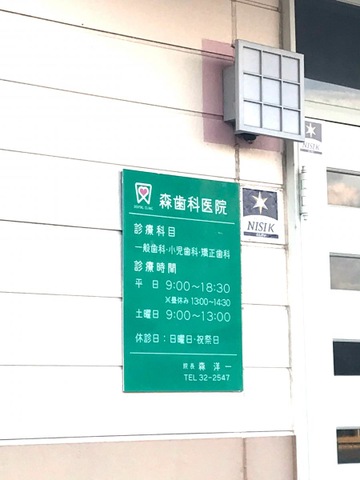 森歯科医院
診療科目
一般歯科・小児歯科・矯正歯科
診療時間
平 日 9:00〜18:30
※昼休み 13:00〜14:30
土曜日 9:00〜13:00
休診日：日曜日・祝祭日
院長 森 洋一
TEL 32-2547
NISIK
NISIK